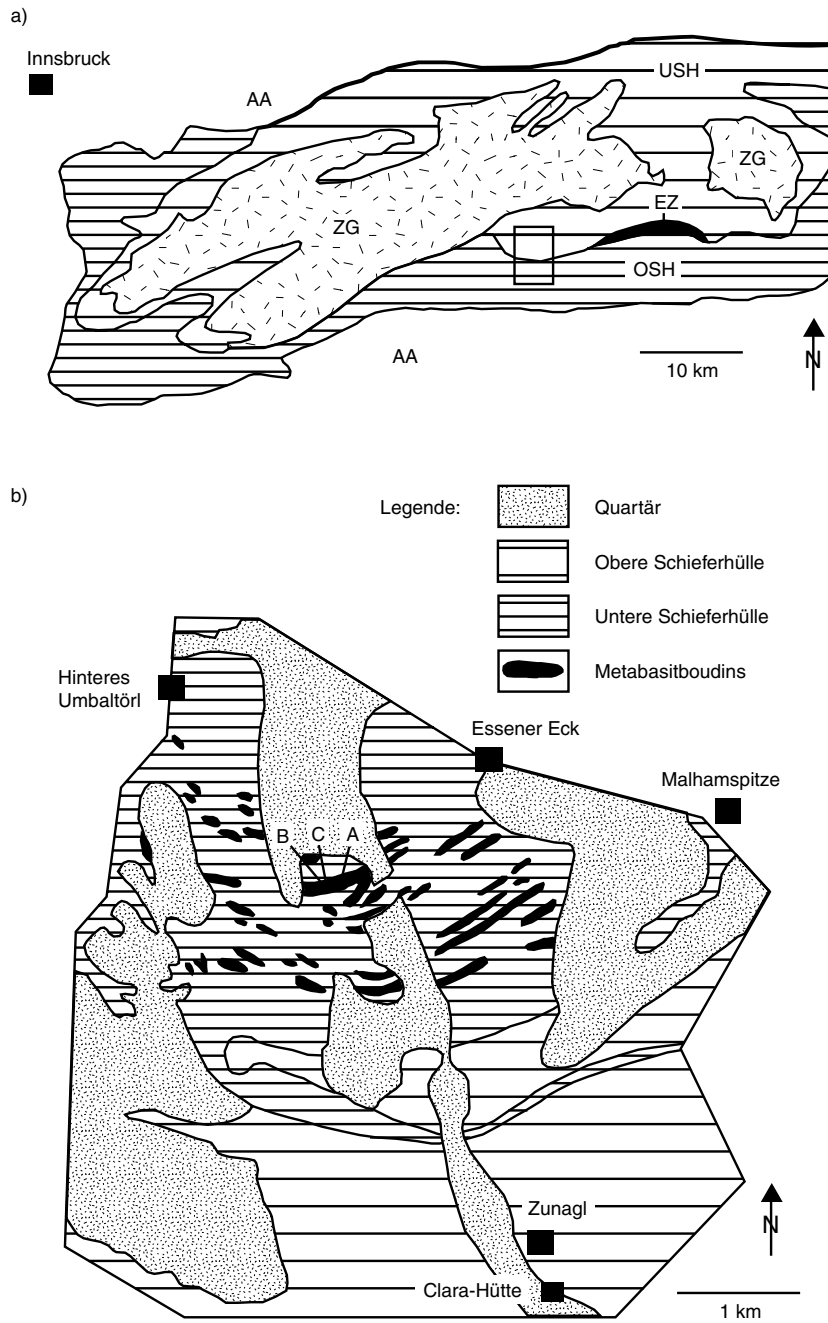 a)
Innsbruck
AA
USH
ZG
ZG
EZ
OSH
AA
10 km
N
b)
Legende:
Quartär
Obere Schieferhülle
Untere Schieferhülle
Metabasitboudins
Hinteres
Umbaltörl
Essener Eck
Malhamspitze
B C A
Zunagl
Clara-Hütte
N
1 km